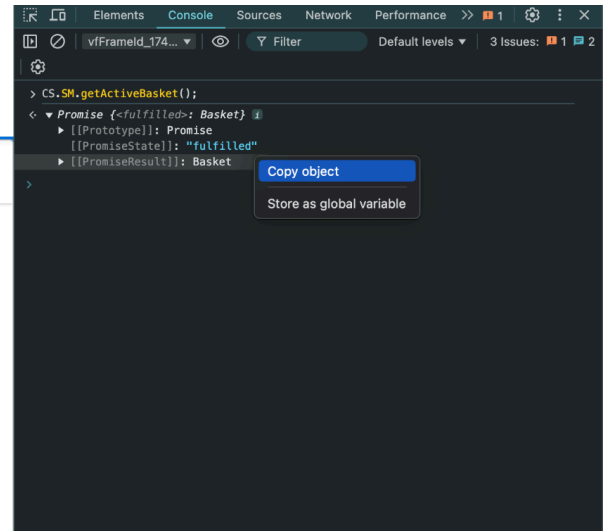 Elements Console Sources Network Performance 1
vfFrameId_174... Filter Default levels 3 Issues: 1 2
> CS.SM.getActiveBasket();
Promise {<fulfilled>: Basket} i
[[Prototype]]: Promise
[[PromiseState]]: "fulfilled"
[[PromiseResult]]: Basket
Copy object
Store as global variable
>